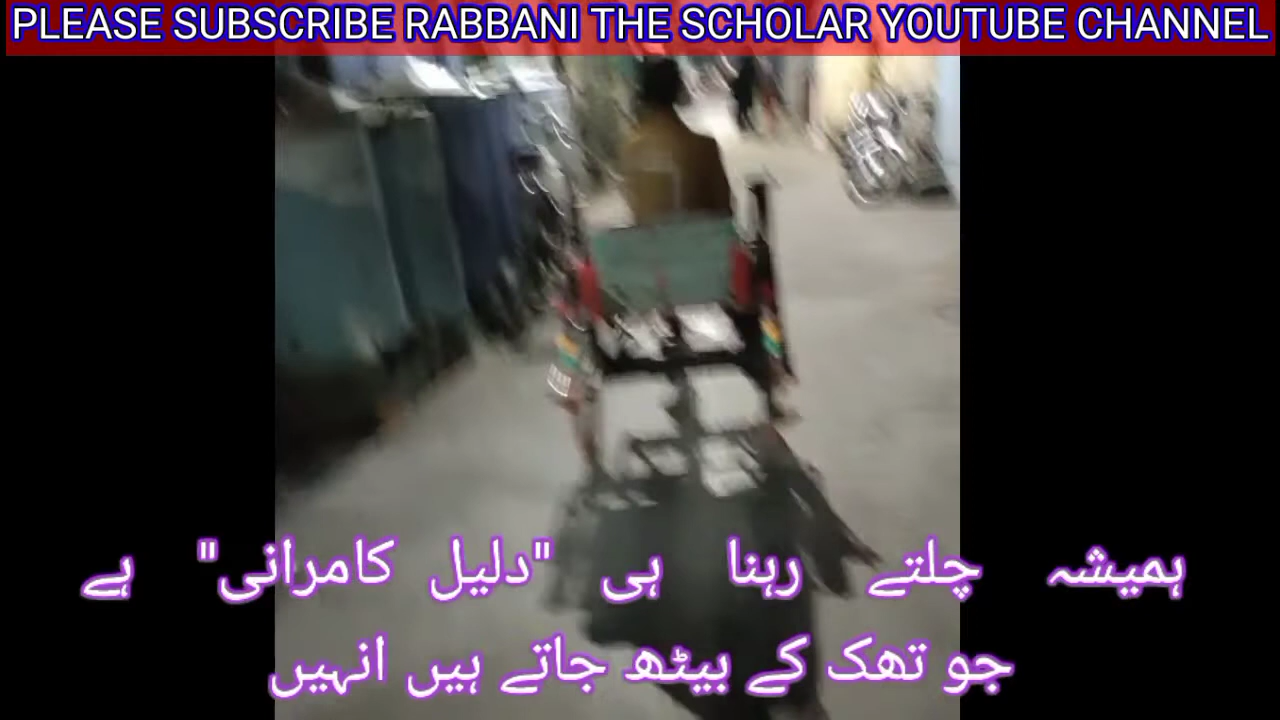 PLEASE SUBSCRIBE RABBANI THE SCHOLAR YOUTUBE CHANNEL
ہمیشہ چلتے رہنا ہی "دلیل کامرانی" ہے
جو تھک کے بیٹھ جاتے ہیں انہیں